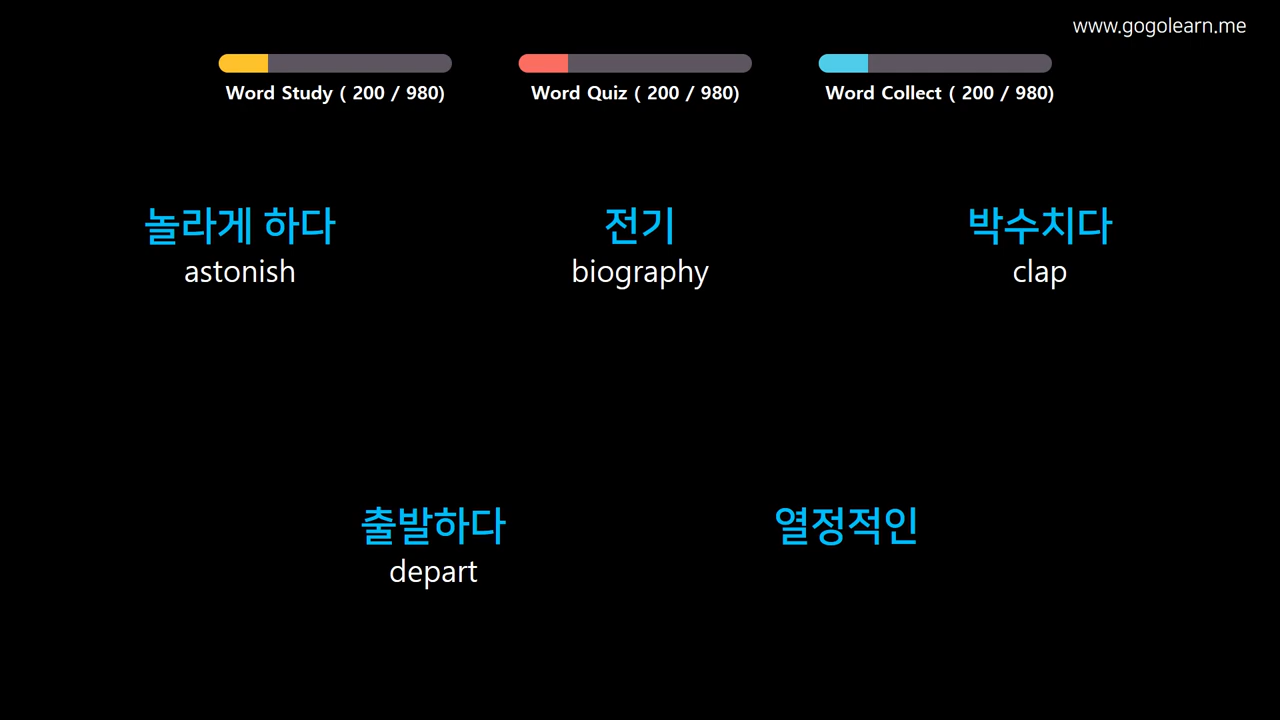 www.gogolearn.me
Word Study ( 200 / 980)
Word Quiz ( 200 / 980)
Word Collect ( 200 / 980)
놀라게 하다
astonish
전기
biography
박수치다
clap
출발하다
depart
열정적인